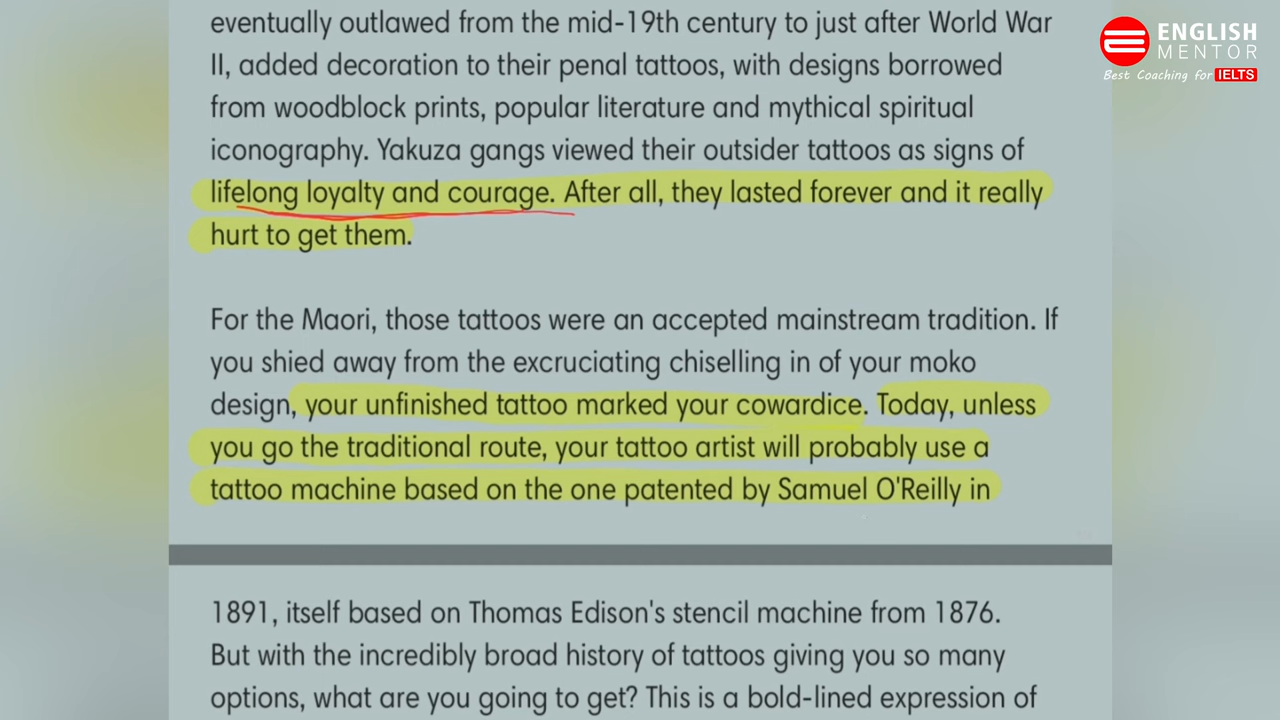 ENGLISH
MENTOR
Best Coaching for IELTS
eventually outlawed from the mid-19th century to just after World War
II, added decoration to their penal tattoos, with designs borrowed
from woodblock prints, popular literature and mythical spiritual
iconography. Yakuza gangs viewed their outsider tattoos as signs of
lifelong loyalty and courage. After all, they lasted forever and it really
hurt to get them.
For the Maori, those tattoos were an accepted mainstream tradition. If
you shied away from the excruciating chiselling in of your moko
design, your unfinished tattoo marked your cowardice. Today, unless
you go the traditional route, your tattoo artist will probably use a
tattoo machine based on the one patented by Samuel O'Reilly in
1891, itself based on Thomas Edison's stencil machine from 1876.
But with the incredibly broad history of tattoos giving you so many
options, what are you going to get? This is a bold-lined expression of